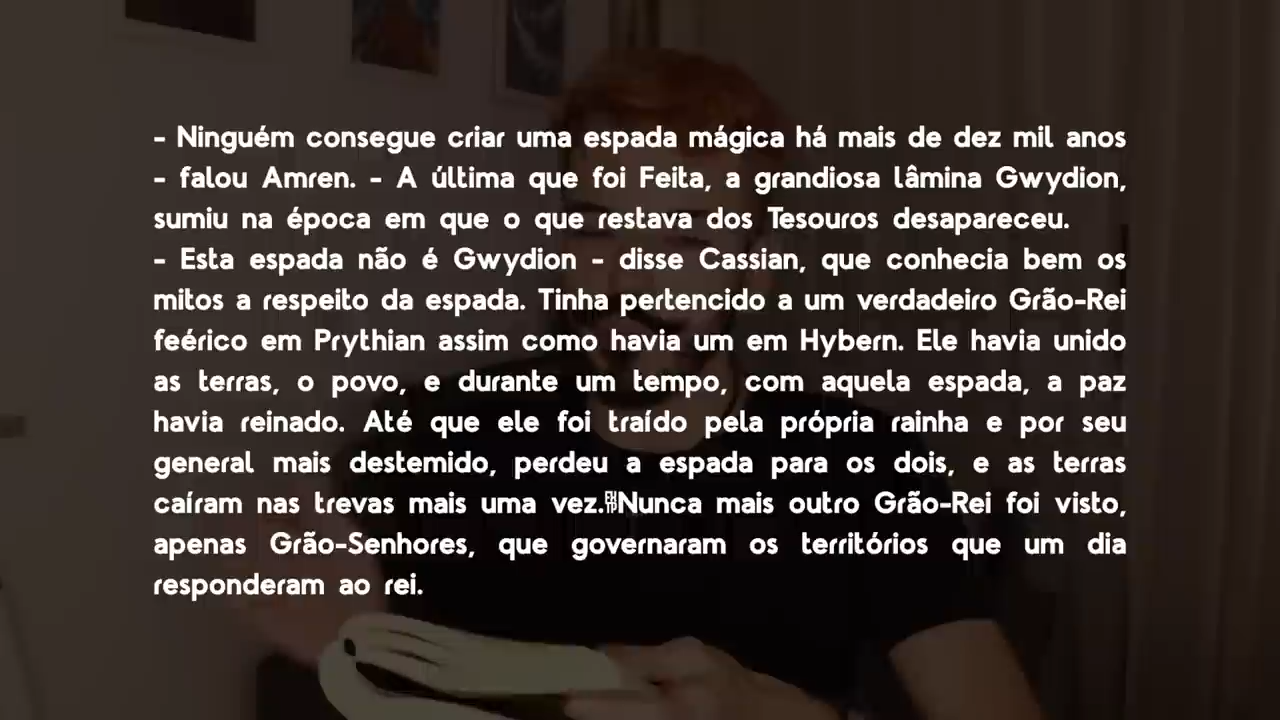 - Ninguém consegue criar uma espada mágica há mais de dez mil anos
- falou Amren. - A última que foi Feita, a grandiosa lâmina Gwydion,
sumiu na época em que o que restava dos Tesouros desapareceu.
- Esta espada não é Gwydion - disse Cassian, que conhecia bem os
mitos a respeito da espada. Tinha pertencido a um verdadeiro Grão-Rei
feérico em Prythian assim como havia um em Hybern. Ele havia unido
as terras, o povo, e durante um tempo, com aquela espada, a paz
havia reinado. Até que ele foi traído pela própria rainha e por seu
general mais destemido, perdeu a espada para os dois, e as terras
caíram nas trevas mais uma vez. Nunca mais outro Grão-Rei foi visto,
apenas Grão-Senhores, que governaram os territórios que um dia
responderam ao rei.